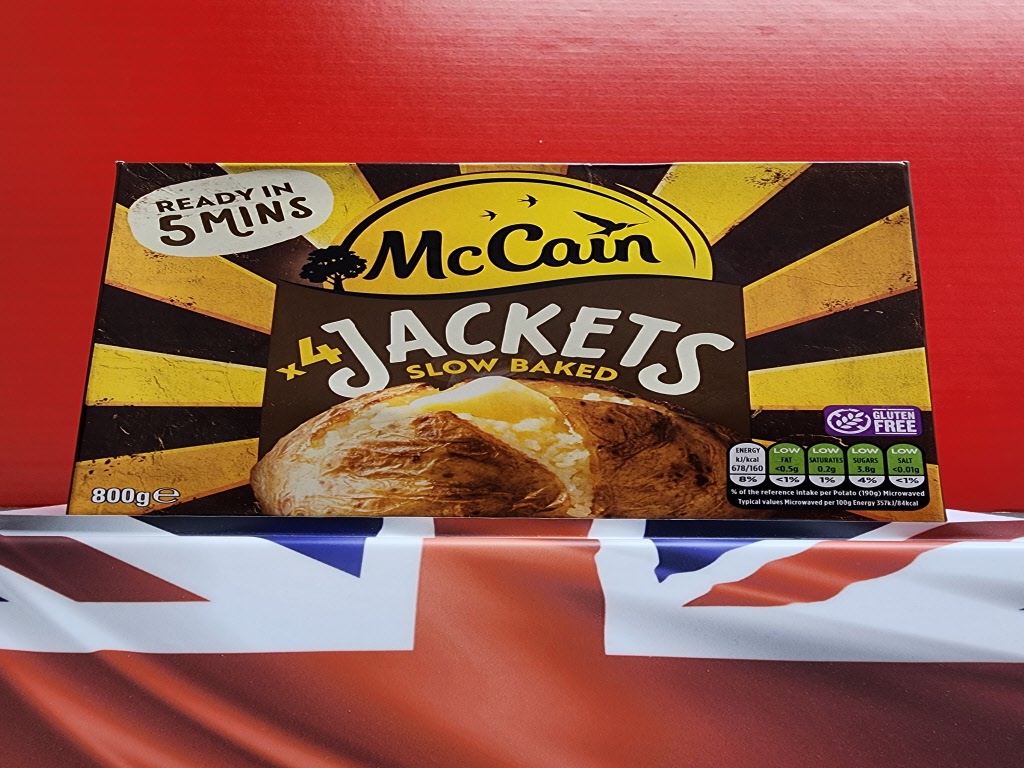 READY IN
5 MINS
McCain
x4 JACKETS
SLOW BAKED
GLUTEN
FREE
ENERGY
kJ/kcal
678/160
8%
LOW
FAT
<0.5g
<1%
LOW
SATURATES
0.2g
1%
LOW
SUGARS
3.8g
4%
LOW
SALT
<0.01g
<1%
% of the reference intake per Potato (190g) Microwaved
Typical values Microwaved per 100g Energy 357kJ/84kcal
800g e